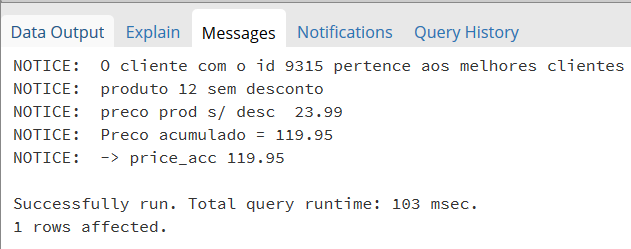 Data Output Explain Messages Notifications Query History
NOTICE:  O cliente com o id 9315 pertence aos melhores clientes
NOTICE:  produto 12 sem desconto
NOTICE:  preco prod s/ desc  23.99
NOTICE:  Preco acumulado = 119.95
NOTICE:  -> price_acc 119.95
Successfully run. Total query runtime: 103 msec.
1 rows affected.